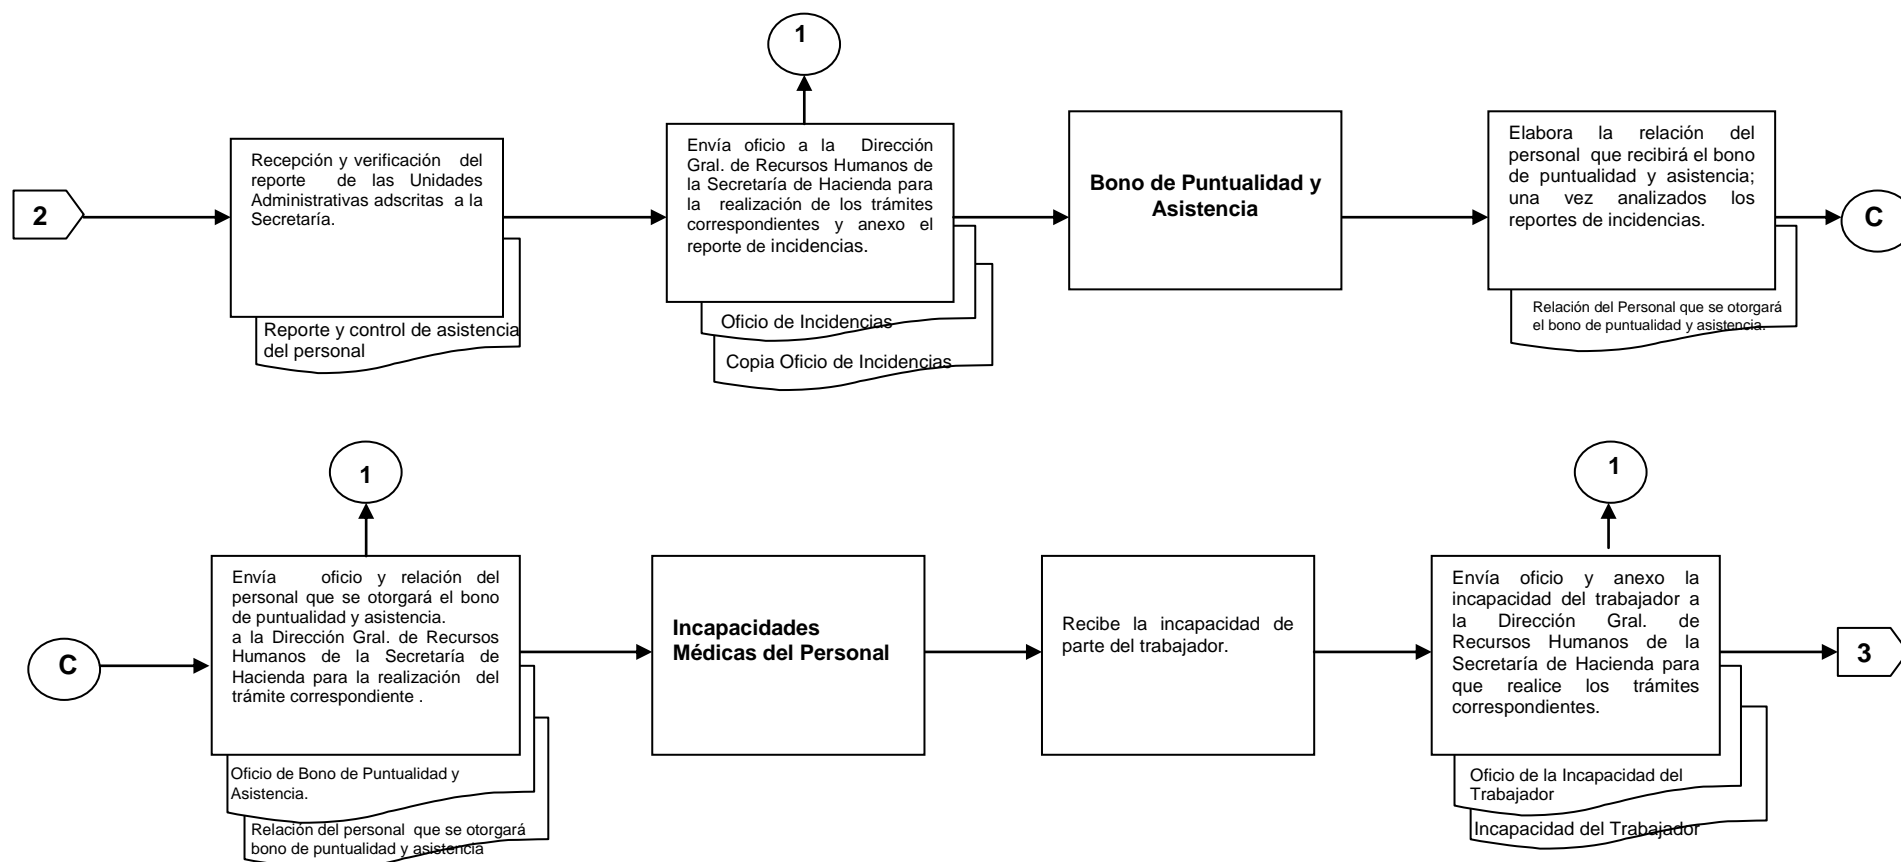 1
2
Recepción y verificación del
reporte de las Unidades
Administrativas adscritas a la
Secretaría.
Reporte y control de asistencia
del personal
Envía oficio a la Dirección
Gral. de Recursos Humanos de
la Secretaría de Hacienda para
la realización de los trámites
correspondientes y anexo el
reporte de incidencias.
Oficio de Incidencias
Copia Oficio de Incidencias
Bono de Puntualidad y
Asistencia
Elabora la relación del
personal que recibirá el bono
de puntualidad y asistencia;
una vez analizados los
reportes de incidencias.
Relación del Personal que se otorgará
el bono de puntualidad y asistencia.
C
1
1
C
Envía oficio y relación del
personal que se otorgará el bono
de puntualidad y asistencia.
a la Dirección Gral. de Recursos
Humanos de la Secretaría de
Hacienda para la realización del
trámite correspondiente .
Oficio de Bono de Puntualidad y
Asistencia.
Relación del personal que se otorgará
bono de puntualidad y asistencia
Incapacidades
Médicas del Personal
Recibe la incapacidad de
parte del trabajador.
Envía oficio y anexo la
incapacidad del trabajador a
la Dirección Gral. de
Recursos Humanos de la
Secretaría de Hacienda para
que realice los trámites
correspondientes.
Oficio de la Incapacidad del
Trabajador
Incapacidad del Trabajador
3